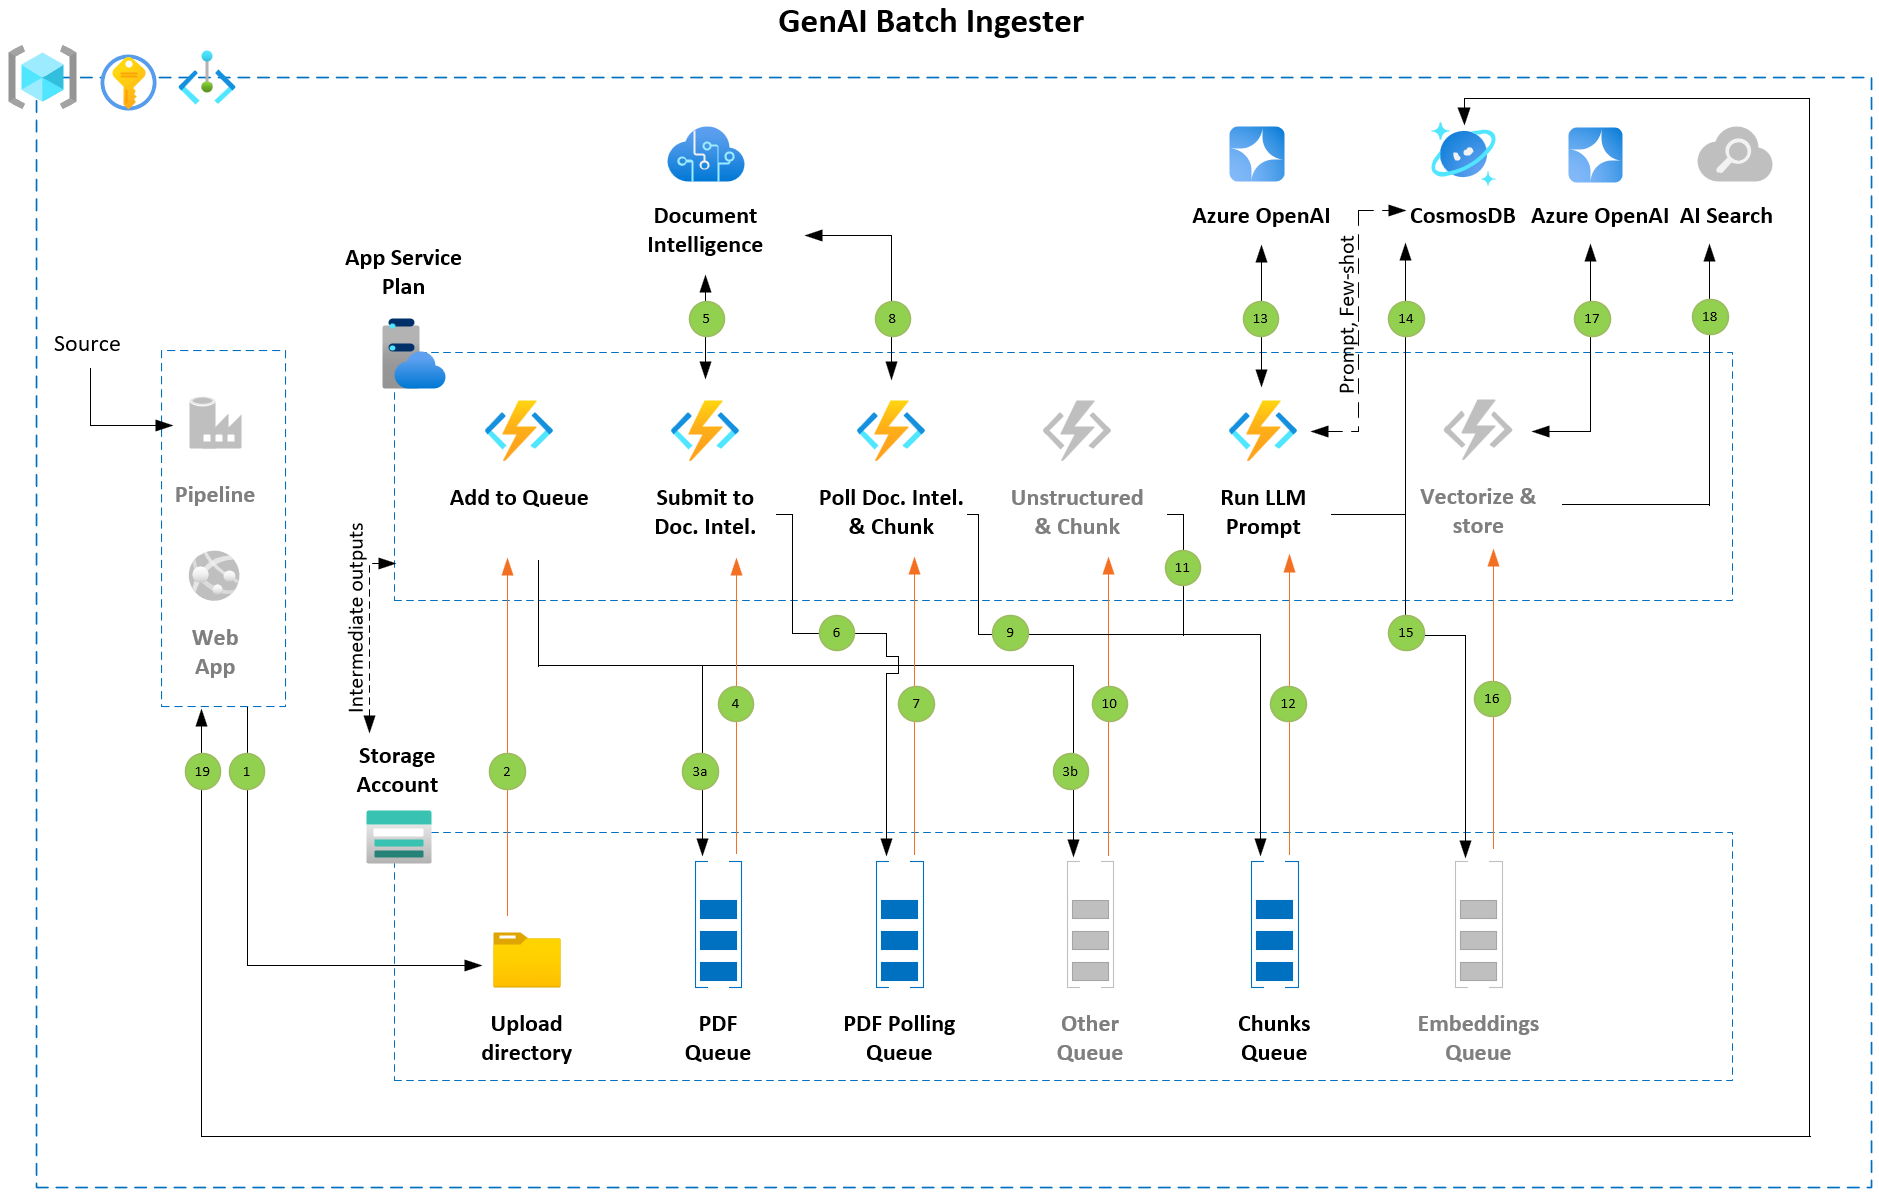 GenAI Batch Ingester
Document
Intelligence
Azure OpenAI
CosmosDB
Azure OpenAI
AI Search
App Service
Plan
Source
5
8
13
Prompt, Few-shot
14
17
18
Pipeline
Web
App
Add to Queue
Submit to
Doc. Intel.
Poll Doc. Intel.
& Chunk
Unstructured
& Chunk
Run LLM
Prompt
Vectorize &
store
Intermediate outputs
11
6
9
15
4
7
10
12
16
19
1
2
3a
3b
Storage
Account
Upload
directory
PDF
Queue
PDF Polling
Queue
Other
Queue
Chunks
Queue
Embeddings
Queue